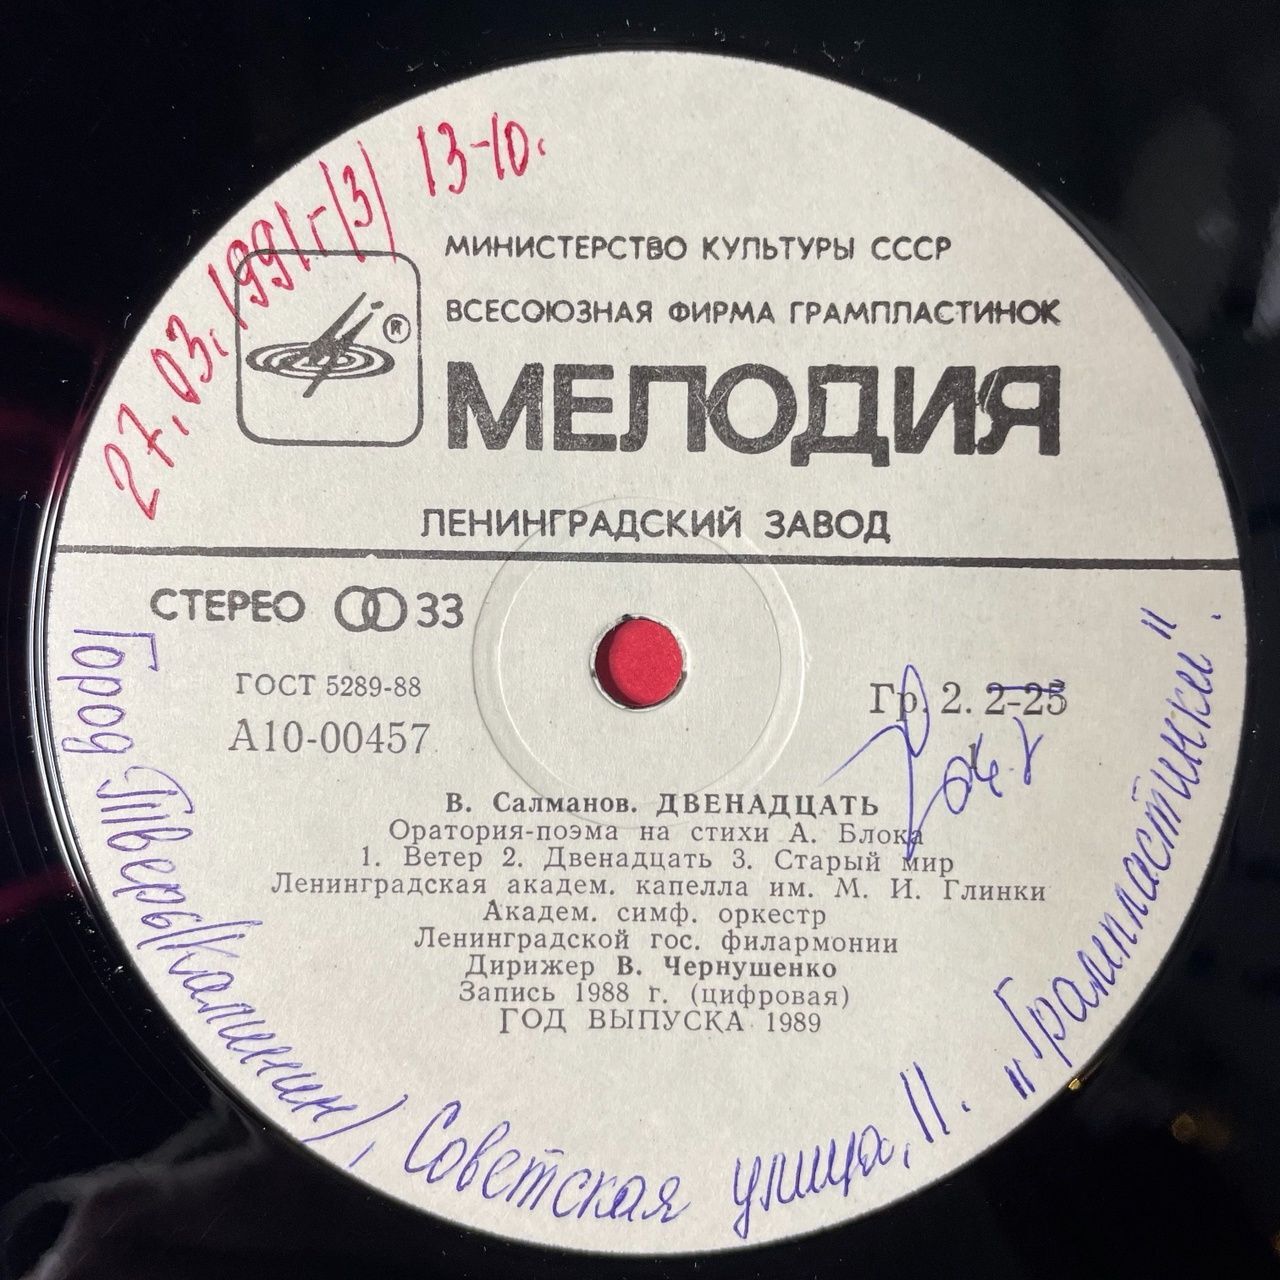 27.03.1991г(3) 13-10.
®
МИНИСТЕРСТВО КУЛЬТУРЫ СССР
ВСЕСОЮЗНАЯ ФИРМА ГРАМПЛАСТИНОК
МЕЛОДИЯ
ЛЕНИНГРАДСКИЙ ЗАВОД
СТЕРЕО 33
ГОСТ 5289-88
А10-00457
Гр. 2. 2-25
В. Салманов. ДВЕНАДЦАТЬ
Оратория-поэма на стихи А. Блока
1. Ветер 2. Двенадцать 3. Старый мир
Ленинградская академ. капелла им. М. И. Глинки
Академ. симф. оркестр
Ленинградской гос. филармонии
Дирижер В. Чернушенко
Запись 1988 г. (цифровая)
ГОД ВЫПУСКА 1989
Город Тверь(Калинин), Советская улица, 11. „Грампластинки".